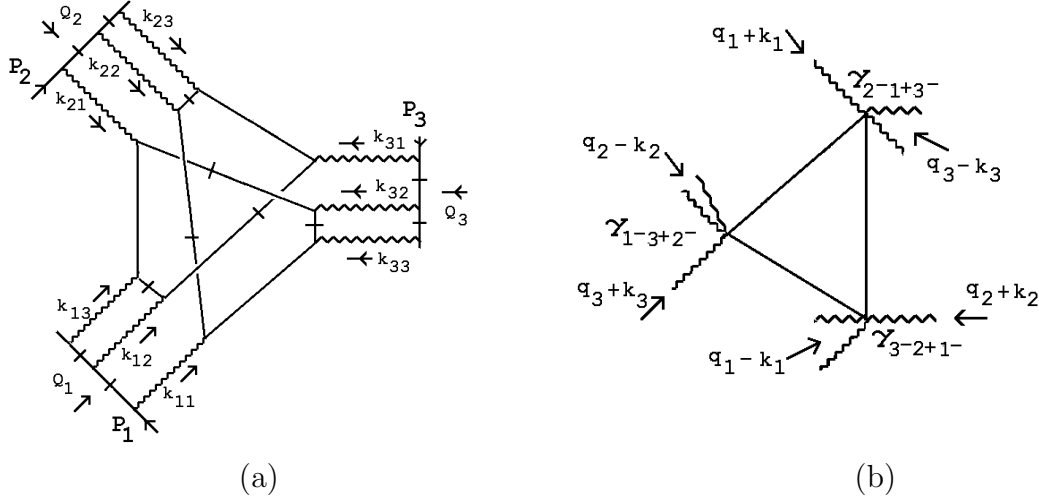 Q₂
k₂₃
P₂
k₂₂
k₂₁
P₃
k₃₁
k₃₂
Q₃
k₃₃
k₁₃
k₁₂
Q₁
k₁₁
P₁
(a)
q₁+k₁
γ₂⁻₁⁺₃⁻
q₂−k₂
q₃−k₃
γ₁⁻₃⁺₂⁻
q₃+k₃
q₂+k₂
γ₃⁻₂⁺₁⁻
q₁−k₁
(b)